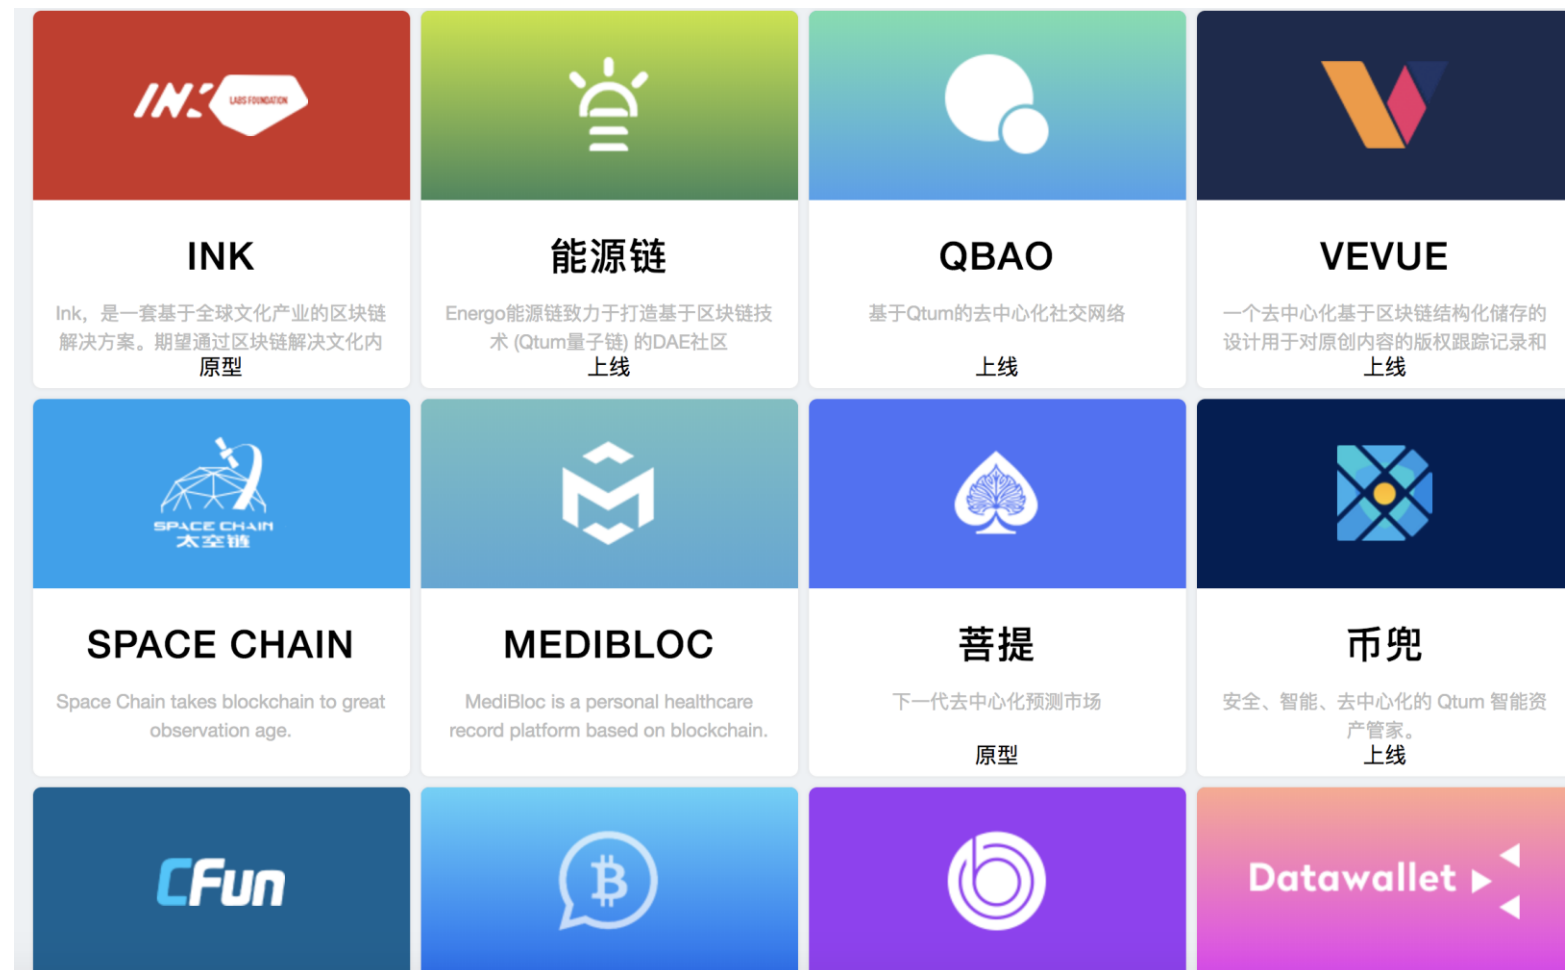 INK LABS FOUNDATION
INK
Ink，是一套基于全球文化产业的区块链
解决方案。期望通过区块链解决文化内
原型
能源链
Energo能源链致力于打造基于区块链技
术 (Qtum量子链) 的DAE社区
上线
QBAO
基于Qtum的去中心化社交网络
上线
VEVUE
一个去中心化基于区块链结构化储存的
设计用于对原创内容的版权跟踪记录和
上线
SPACE CHAIN
太空链
SPACE CHAIN
Space Chain takes blockchain to great
observation age.
MEDIBLOC
MediBloc is a personal healthcare
record platform based on blockchain.
菩提
下一代去中心化预测市场
原型
币兜
安全、智能、去中心化的 Qtum 智能资
产管家。
上线
CFun
Datawallet